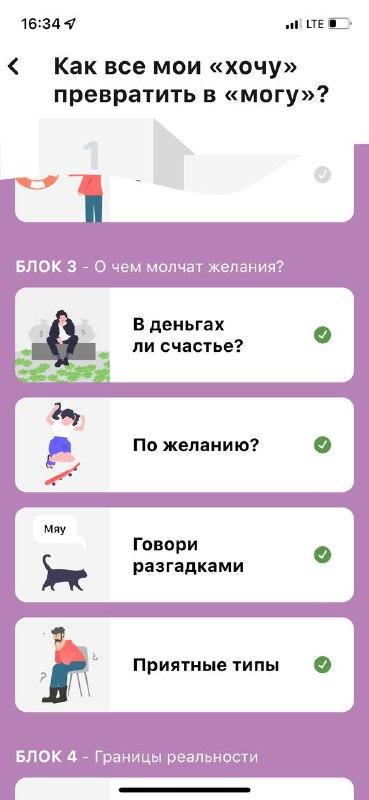 16:34
LTE
Как все мои «хочу»
превратить в «могу»?
1
БЛОК 3 - О чем молчат желания?
В деньгах
ли счастье?
По желанию?
Мяу
Говори
разгадками
Приятные типы
БЛОК 4 - Границы реальности